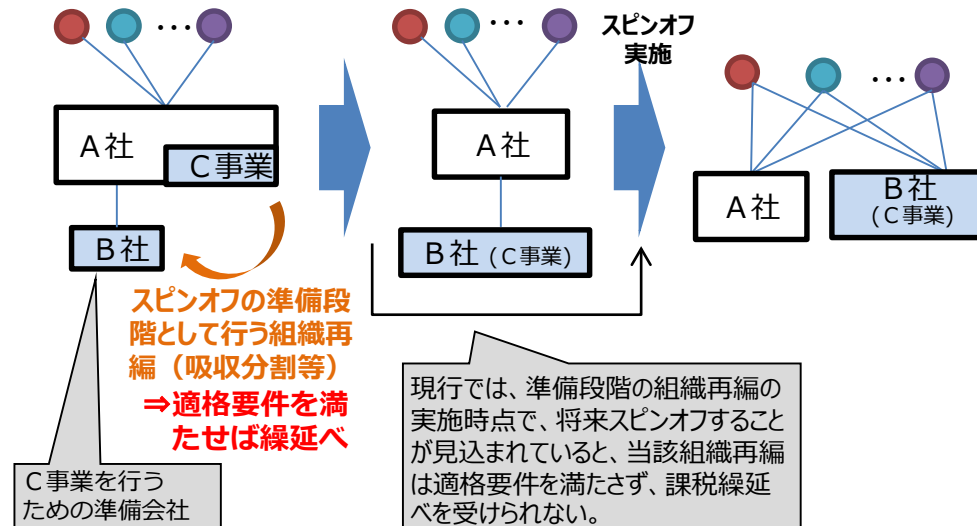 A社
C事業
B社
スピンオフの準備段
階として行う組織再
編（吸収分割等）
⇒適格要件を満
たせば繰延べ
C事業を行う
ための準備会社
A社
B社（C事業）
現行では、準備段階の組織再編の
実施時点で、将来スピンオフすること
が見込まれていると、当該組織再編
は適格要件を満たさず、課税繰延
べを受けられない。
スピンオフ
実施
A社
B社
（C事業）